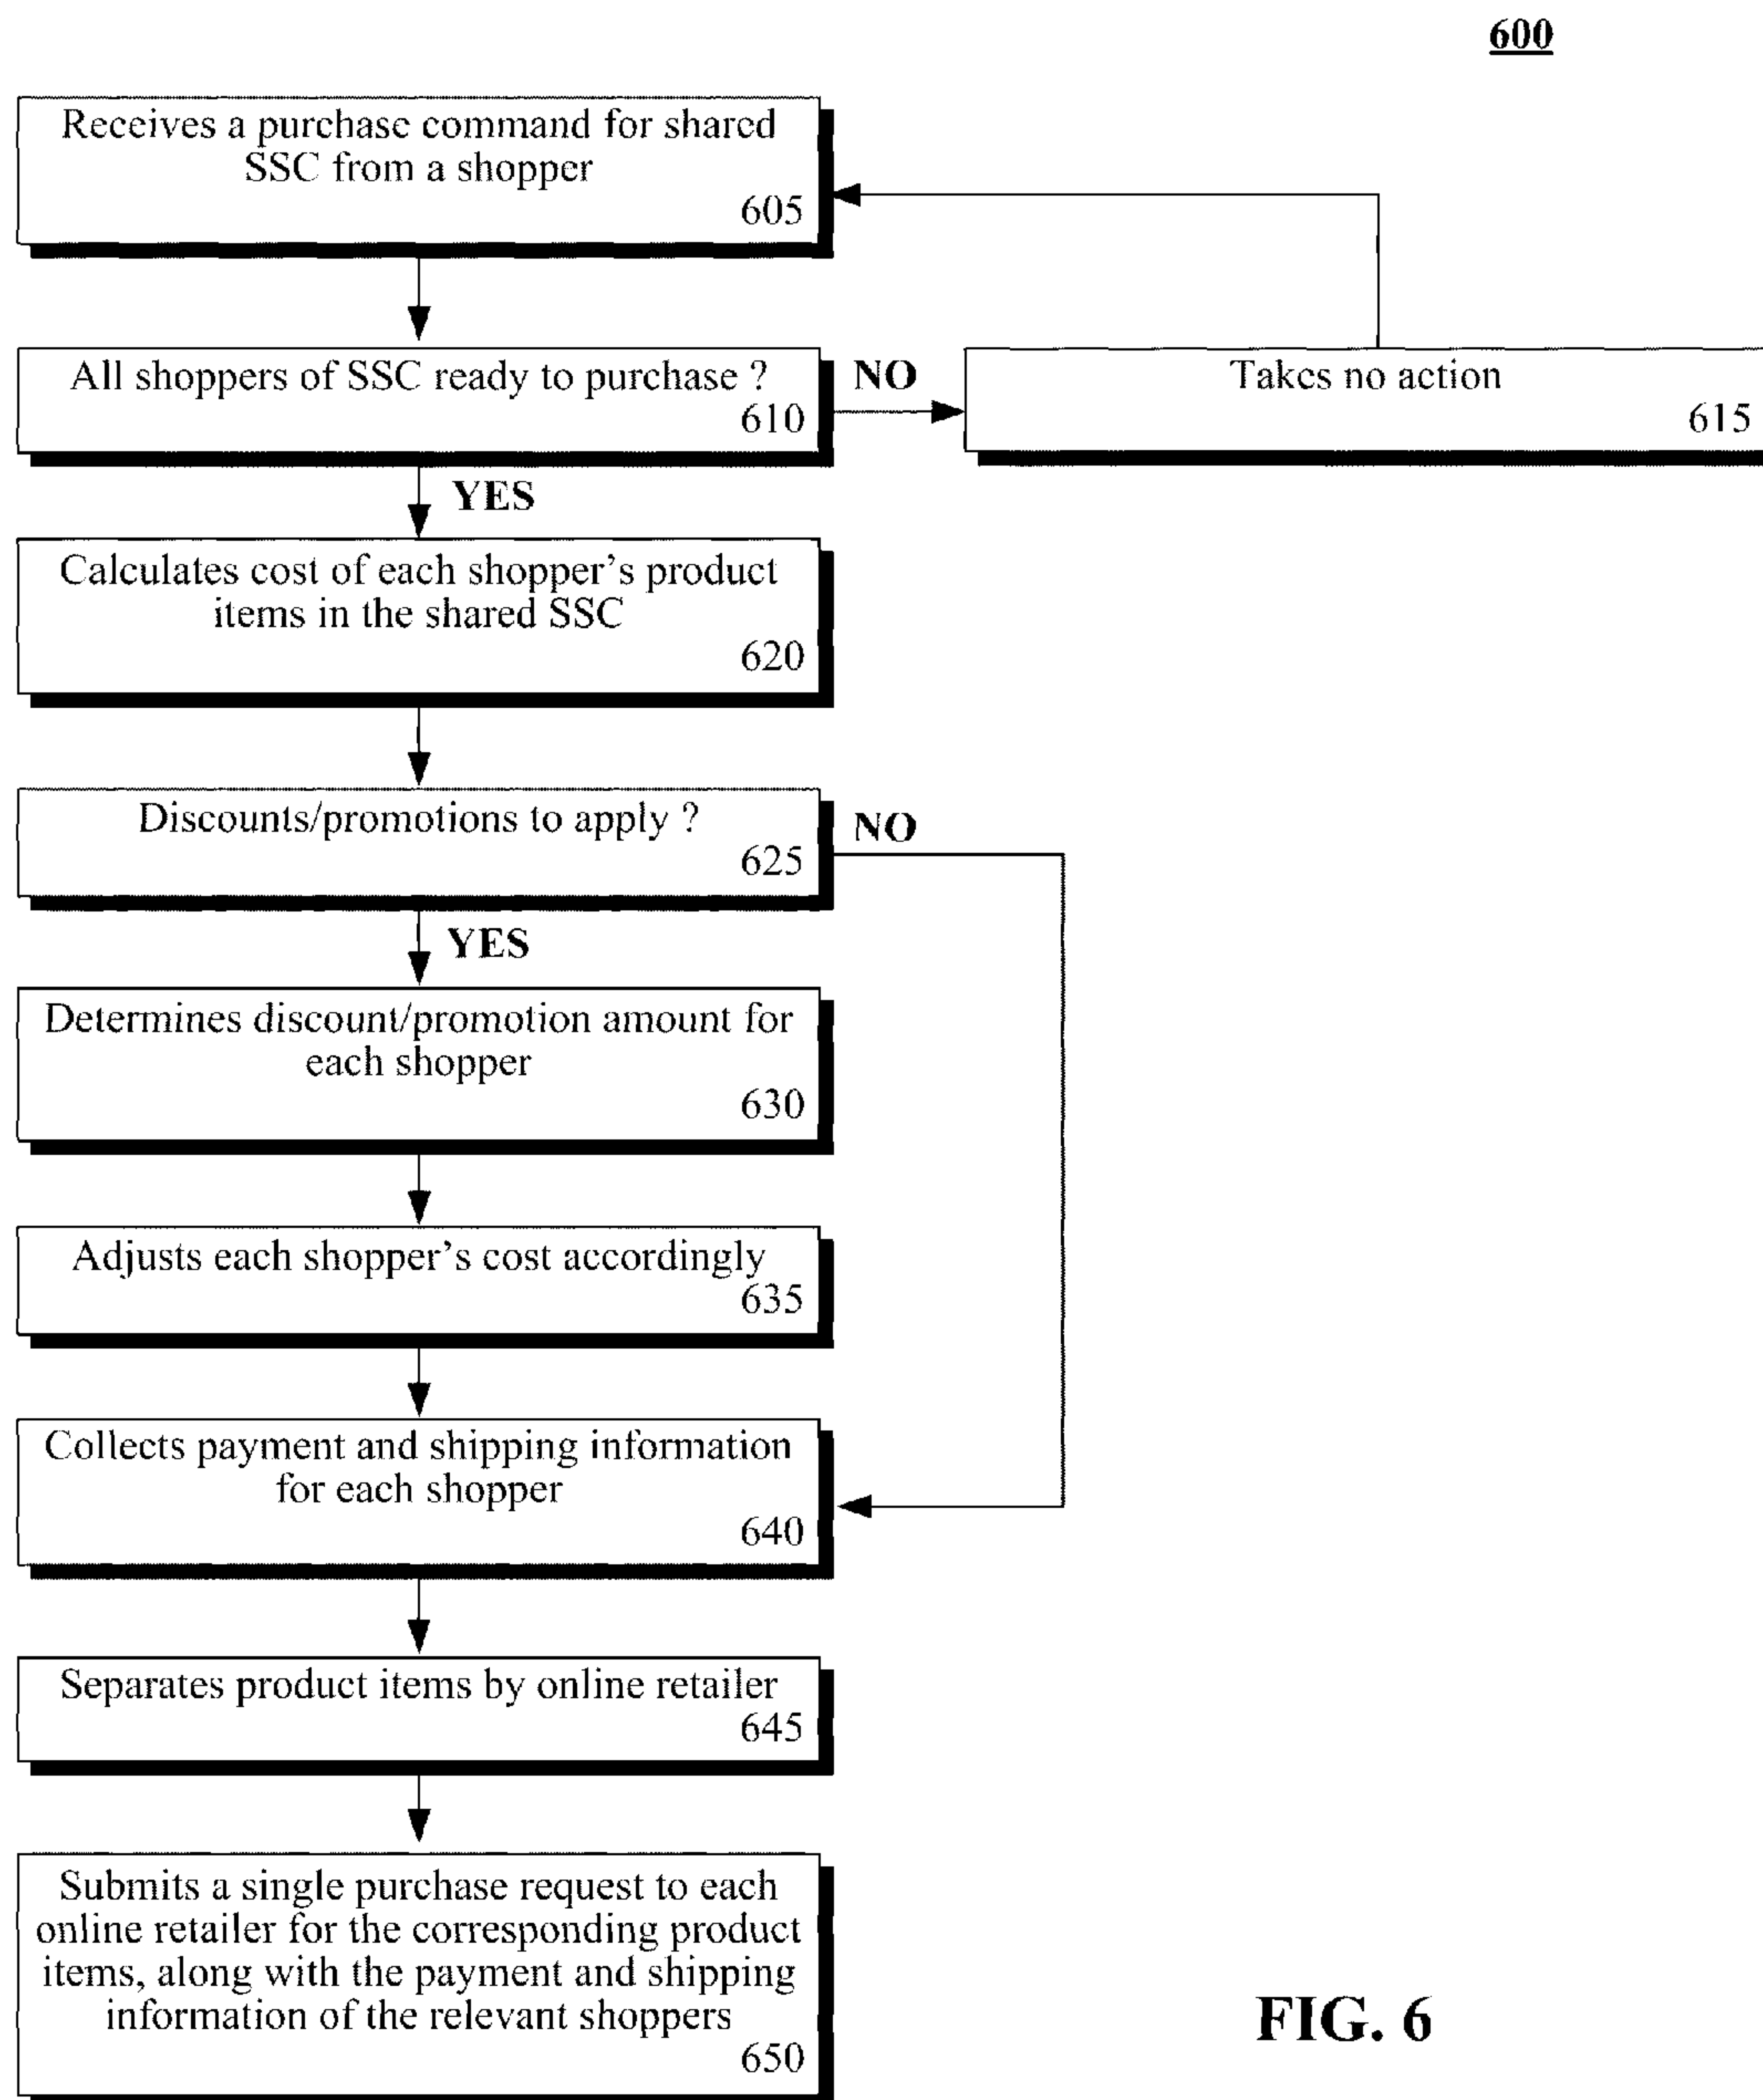 600
Receives a purchase command for shared
SSC from a shopper
605
All shoppers of SSC ready to purchase ?
610
NO
Takes no action
615
YES
Calculates cost of each shopper's product
items in the shared SSC
620
Discounts/promotions to apply ?
625
NO
YES
Determines discount/promotion amount for
each shopper
630
Adjusts each shopper's cost accordingly
635
Collects payment and shipping information
for each shopper
640
Separates product items by online retailer
645
Submits a single purchase request to each
online retailer for the corresponding product
items, along with the payment and shipping
information of the relevant shoppers
650
FIG. 6